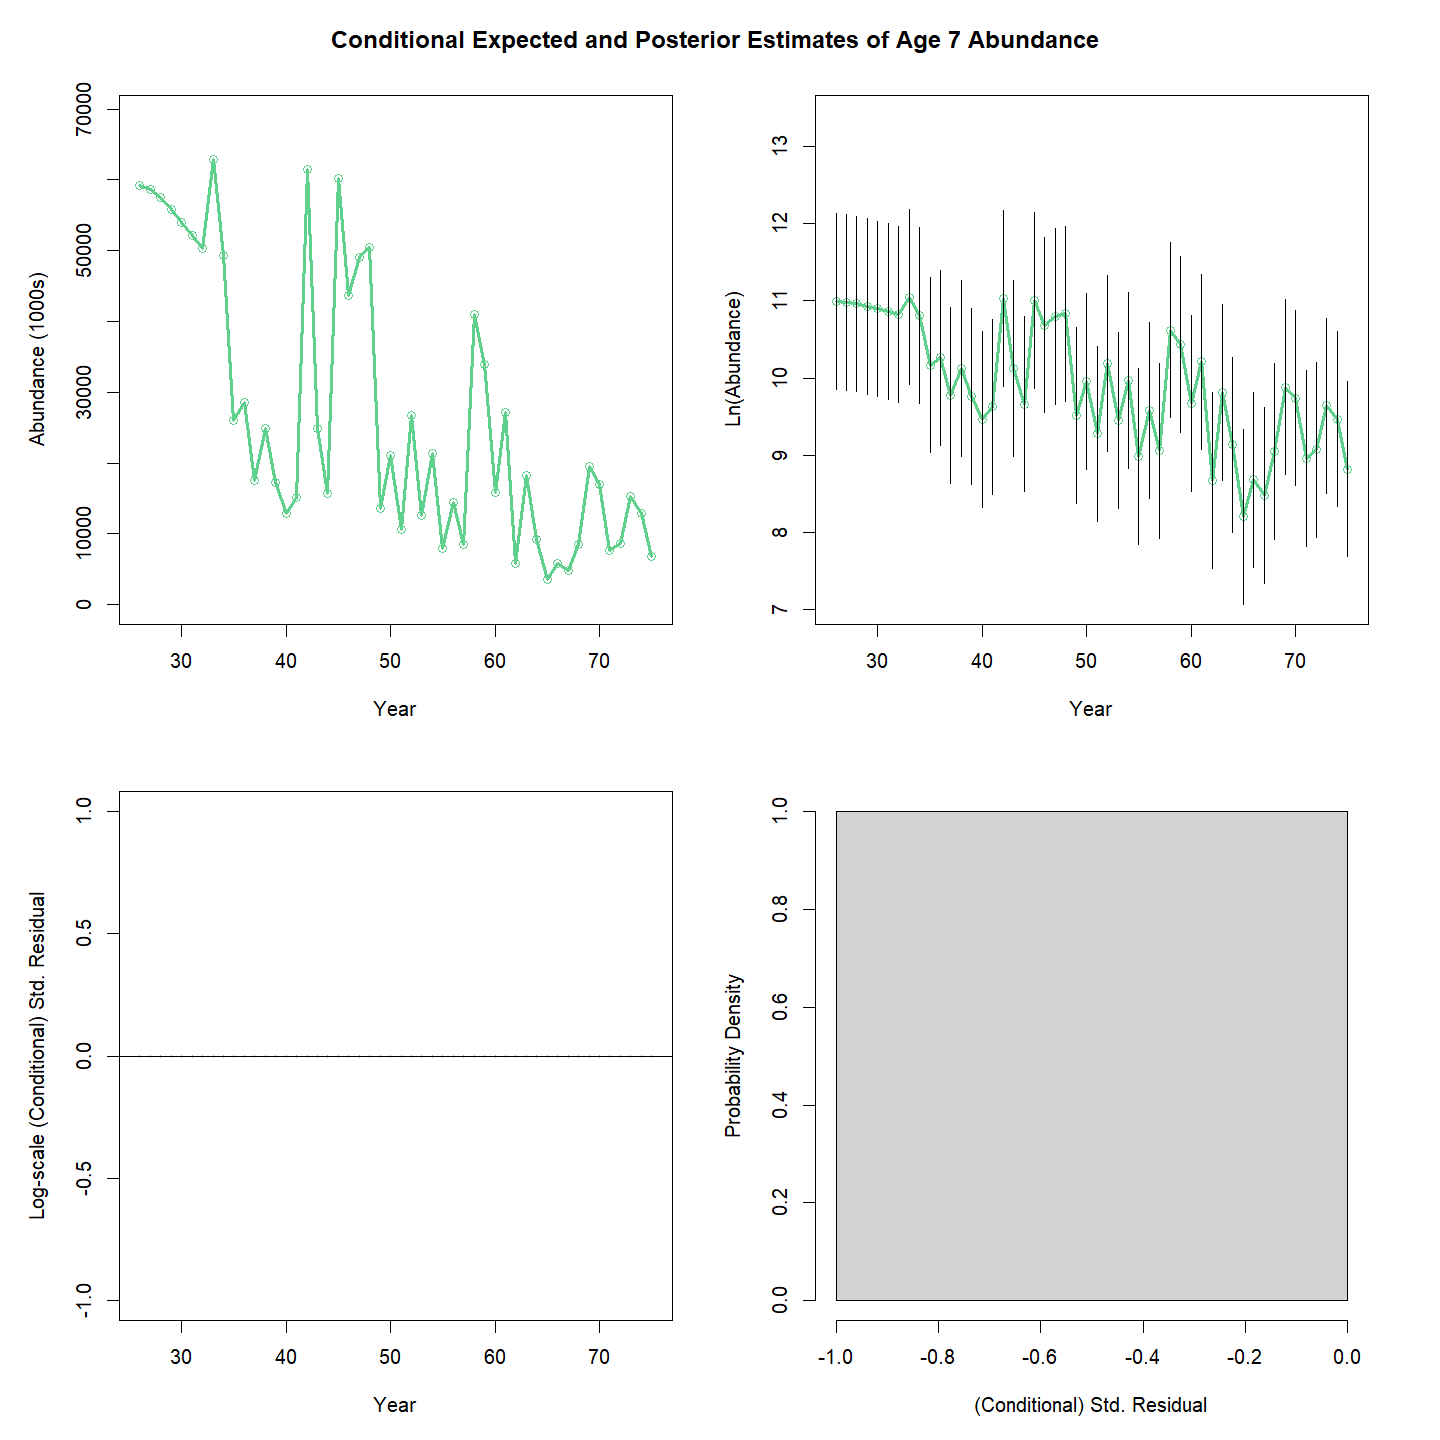 Conditional Expected and Posterior Estimates of Age 7 Abundance
Abundance (1000s)
70000
50000
30000
10000
0
30 40 50 60 70
Year
Ln(Abundance)
13
12
11
10
9
8
7
30 40 50 60 70
Year
Log-scale (Conditional) Std. Residual
1.0
0.5
0.0
-0.5
-1.0
30 40 50 60 70
Year
Probability Density
1.0
0.8
0.6
0.4
0.2
0.0
-1.0 -0.8 -0.6 -0.4 -0.2 0.0
(Conditional) Std. Residual